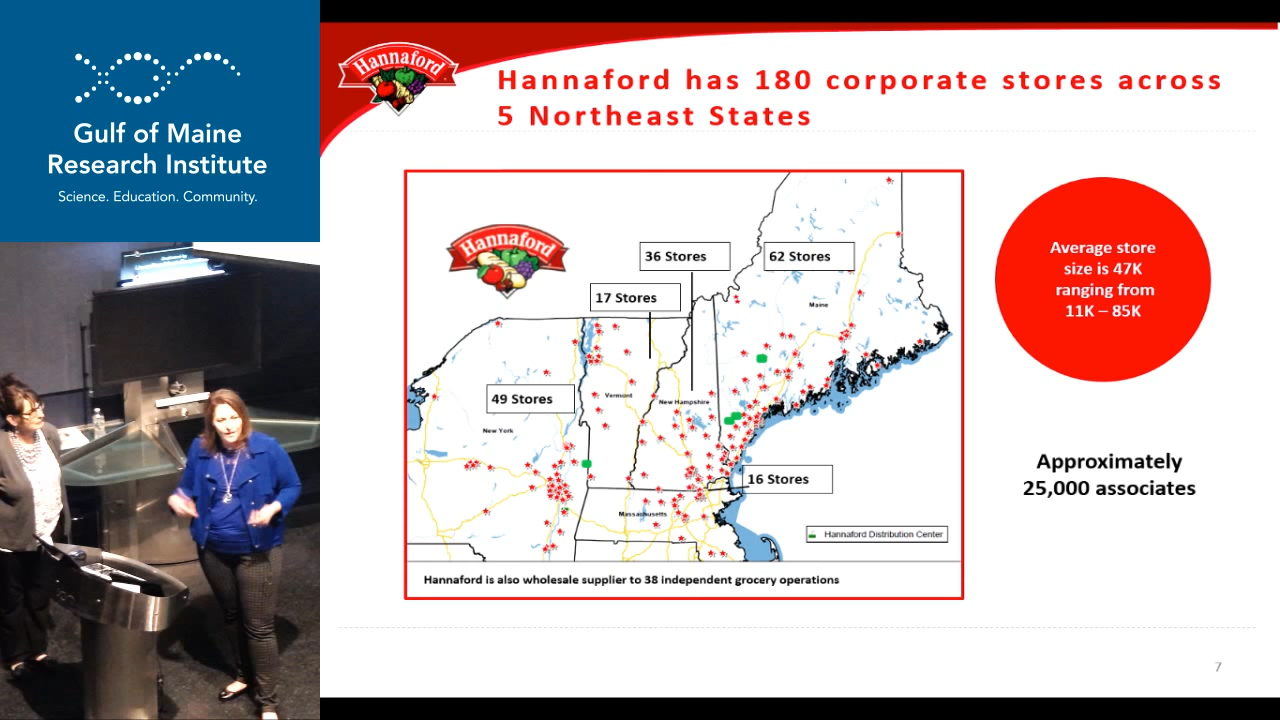 Gulf of Maine
Research Institute
Science. Education. Community.
Hannaford
Hannaford has 180 corporate stores across
5 Northeast States
Hannaford
36 Stores
62 Stores
17 Stores
Maine
49 Stores
Vermont
New Hampshire
New York
16 Stores
Massachusetts
Hannaford Distribution Center
Hannaford is also wholesale supplier to 38 independent grocery operations
Average store
size is 47K
ranging from
11K – 85K
Approximately
25,000 associates
7